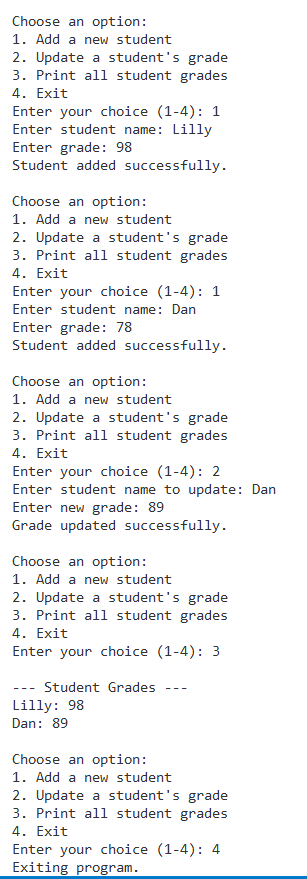 Choose an option:
1. Add a new student
2. Update a student's grade
3. Print all student grades
4. Exit
Enter your choice (1-4): 1
Enter student name: Lilly
Enter grade: 98
Student added successfully.

Choose an option:
1. Add a new student
2. Update a student's grade
3. Print all student grades
4. Exit
Enter your choice (1-4): 1
Enter student name: Dan
Enter grade: 78
Student added successfully.

Choose an option:
1. Add a new student
2. Update a student's grade
3. Print all student grades
4. Exit
Enter your choice (1-4): 2
Enter student name to update: Dan
Enter new grade: 89
Grade updated successfully.

Choose an option:
1. Add a new student
2. Update a student's grade
3. Print all student grades
4. Exit
Enter your choice (1-4): 3

--- Student Grades ---
Lilly: 98
Dan: 89

Choose an option:
1. Add a new student
2. Update a student's grade
3. Print all student grades
4. Exit
Enter your choice (1-4): 4
Exiting program.